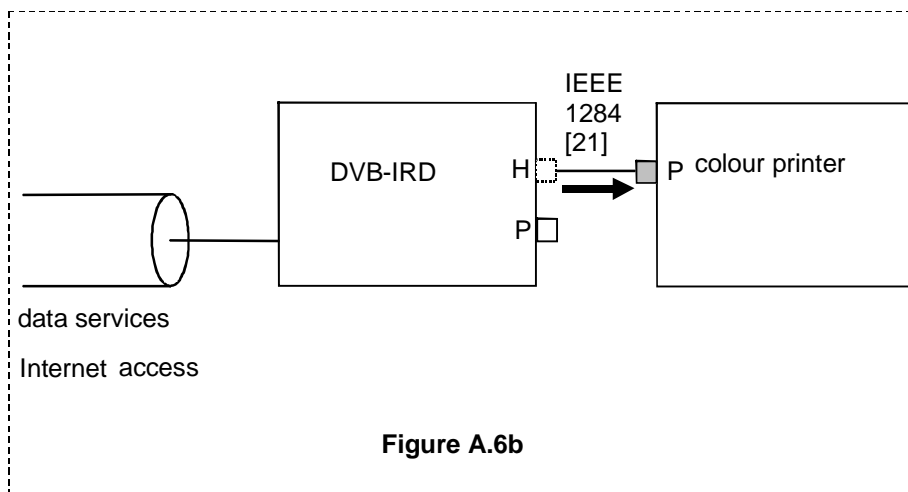 IEEE
1284
[21]
DVB-IRD
H
P
colour printer
P
data services
Internet access
Figure A.6b